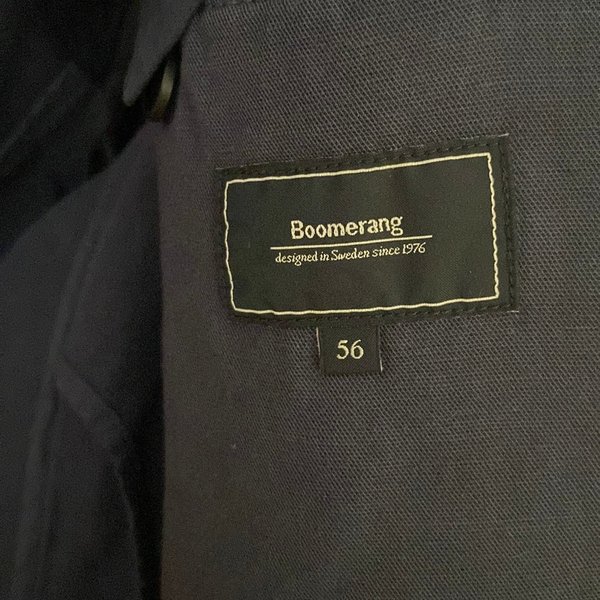 Boomerang
designed in Sweden since 1976
56